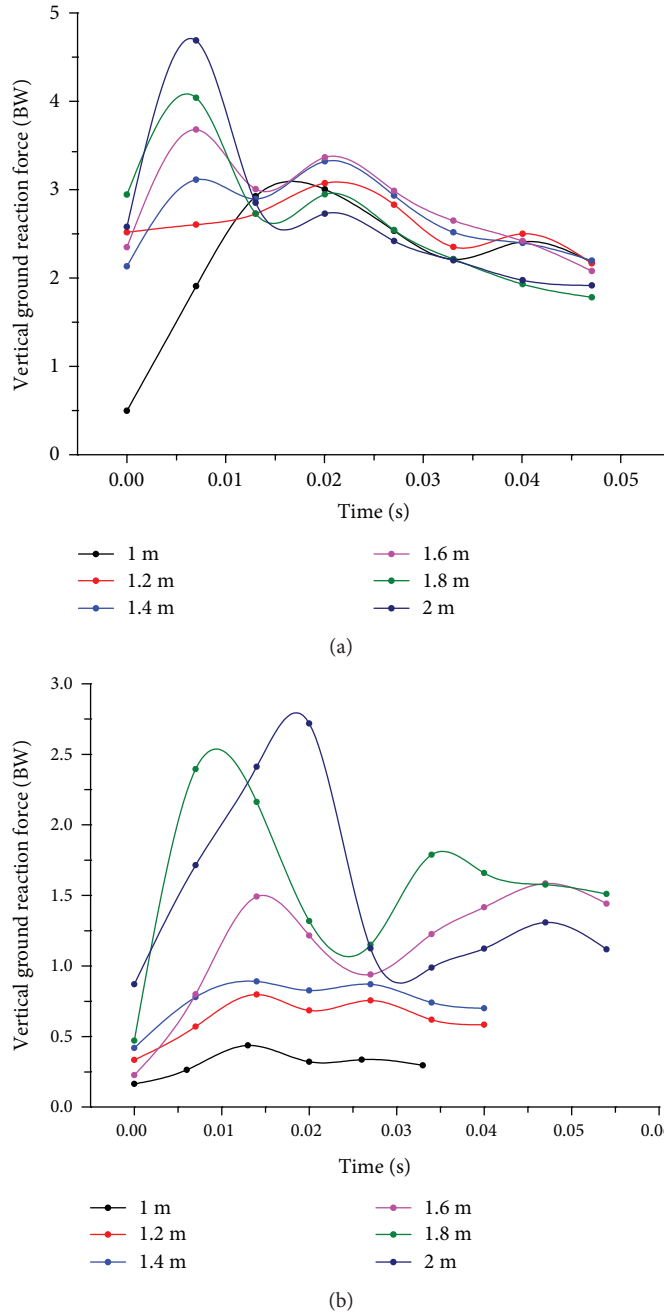 5
4
3
2
1
0
Vertical ground reaction force (BW)
0.00 0.01 0.02 0.03 0.04 0.05
Time (s)
1 m 1.6 m
1.2 m 1.8 m
1.4 m 2 m
(a)
3.0
2.5
2.0
1.5
1.0
0.5
0.0
Vertical ground reaction force (BW)
0.00 0.01 0.02 0.03 0.04 0.05
Time (s)
1 m 1.6 m
1.2 m 1.8 m
1.4 m 2 m
(b)